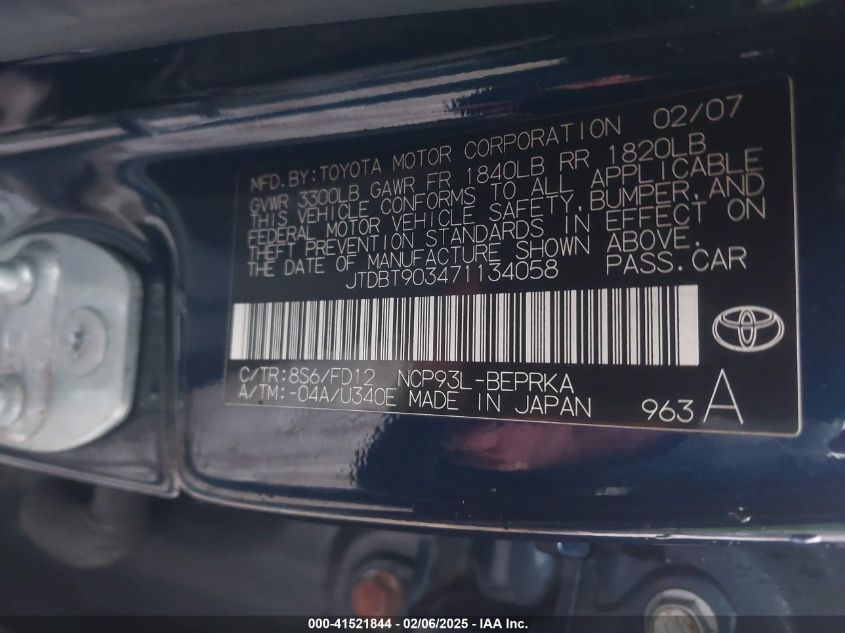 MFD.BY:TOYOTA MOTOR CORPORATION 02/07
GVWR 3300LB GAWR FR 1840LB RR 1820LB
THIS VEHICLE CONFORMS TO ALL APPLICABLE
FEDERAL MOTOR VEHICLE SAFETY,BUMPER,AND
THEFT PREVENTION STANDARDS IN EFFECT ON
THE DATE OF MANUFACTURE SHOWN ABOVE.
JTDBT903471134058 PASS.CAR
C/TR:8S6/FD12 NCP93L-BEPRKA
A/TM:-04A/U340E MADE IN JAPAN 963 A
000-41521844 - 02/06/2025 - IAA Inc.